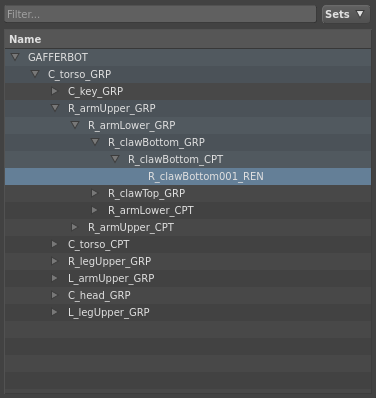 Filter...
Sets
Name
GAFFERBOT
C_torso_GRP
C_key_GRP
R_armUpper_GRP
R_armLower_GRP
R_clawBottom_GRP
R_clawBottom_CPT
R_clawBottom001_REN
R_clawTop_GRP
R_armLower_CPT
R_armUpper_CPT
C_torso_CPT
R_legUpper_GRP
L_armUpper_GRP
C_head_GRP
L_legUpper_GRP